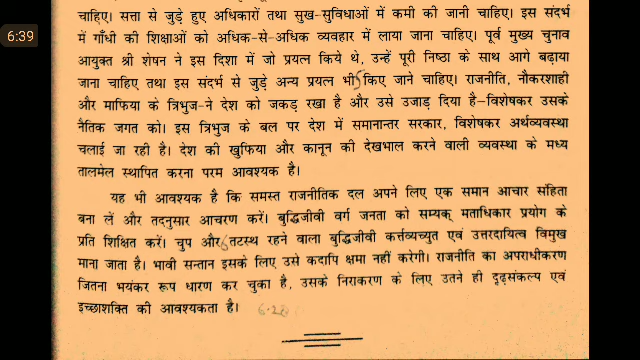 6:39
चाहिए। सत्ता से जुड़े हुए अधिकारों तथा सुख-सुविधाओं में कमी की जानी चाहिए। इस संदर्भ
में गाँधी की शिक्षाओं को अधिक-से-अधिक व्यवहार में लाया जाना चाहिए। पूर्व मुख्य चुनाव
आयुक्त श्री शेषन ने इस दिशा में जो प्रयत्न किये थे, उन्हें पूरी निष्ठा के साथ आगे बढ़ाया
जाना चाहिए तथा इस संदर्भ से जुड़े अन्य प्रयत्न भी किए जाने चाहिए। राजनीति, नौकरशाही
और माफिया के त्रिभुज-ने देश को जकड़ रखा है और उसे उजाड़ दिया है–विशेषकर उसके
नैतिक जगत को। इस त्रिभुज के बल पर देश में समानान्तर सरकार, विशेषकर अर्थव्यवस्था
चलाई जा रही है। देश की खुफिया और कानून की देखभाल करने वाली व्यवस्था के मध्य
तालमेल स्थापित करना परम आवश्यक है।
यह भी आवश्यक है कि समस्त राजनीतिक दल अपने लिए एक समान आचार संहिता
बना लें और तदनुसार आचरण करें। बुद्धिजीवी वर्ग जनता को सम्यक् मताधिकार प्रयोग के
प्रति शिक्षित करें। चुप और तटस्थ रहने वाला बुद्धिजीवी कर्त्तव्यच्युत एवं उत्तरदायित्व विमुख
माना जाता है। भावी सन्तान इसके लिए उसे कदापि क्षमा नहीं करेगी। राजनीति का अपराधीकरण
जितना भयंकर रूप धारण कर चुका है, उसके निराकरण के लिए उतने ही दृढ़संकल्प एवं
इच्छाशक्ति की आवश्यकता है।